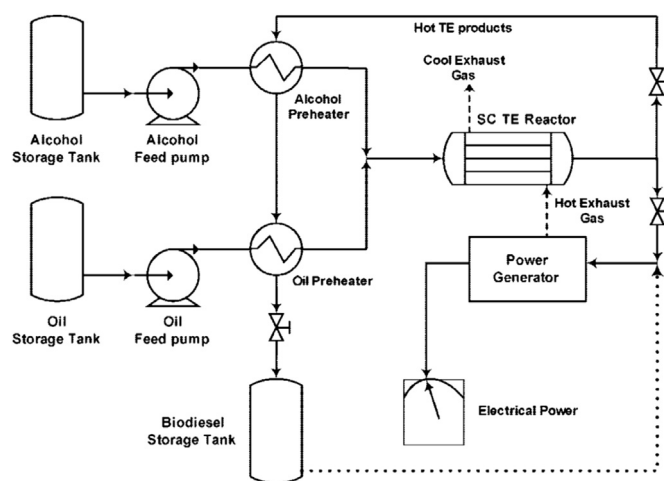 Hot TE products
Cool Exhaust
Gas
Alcohol
Preheater
SC TE Reactor
Alcohol
Storage Tank
Alcohol
Feed pump
Hot Exhaust
Gas
Oil Preheater
Power
Generator
Oil
Storage Tank
Oil
Feed pump
Biodiesel
Storage Tank
Electrical Power